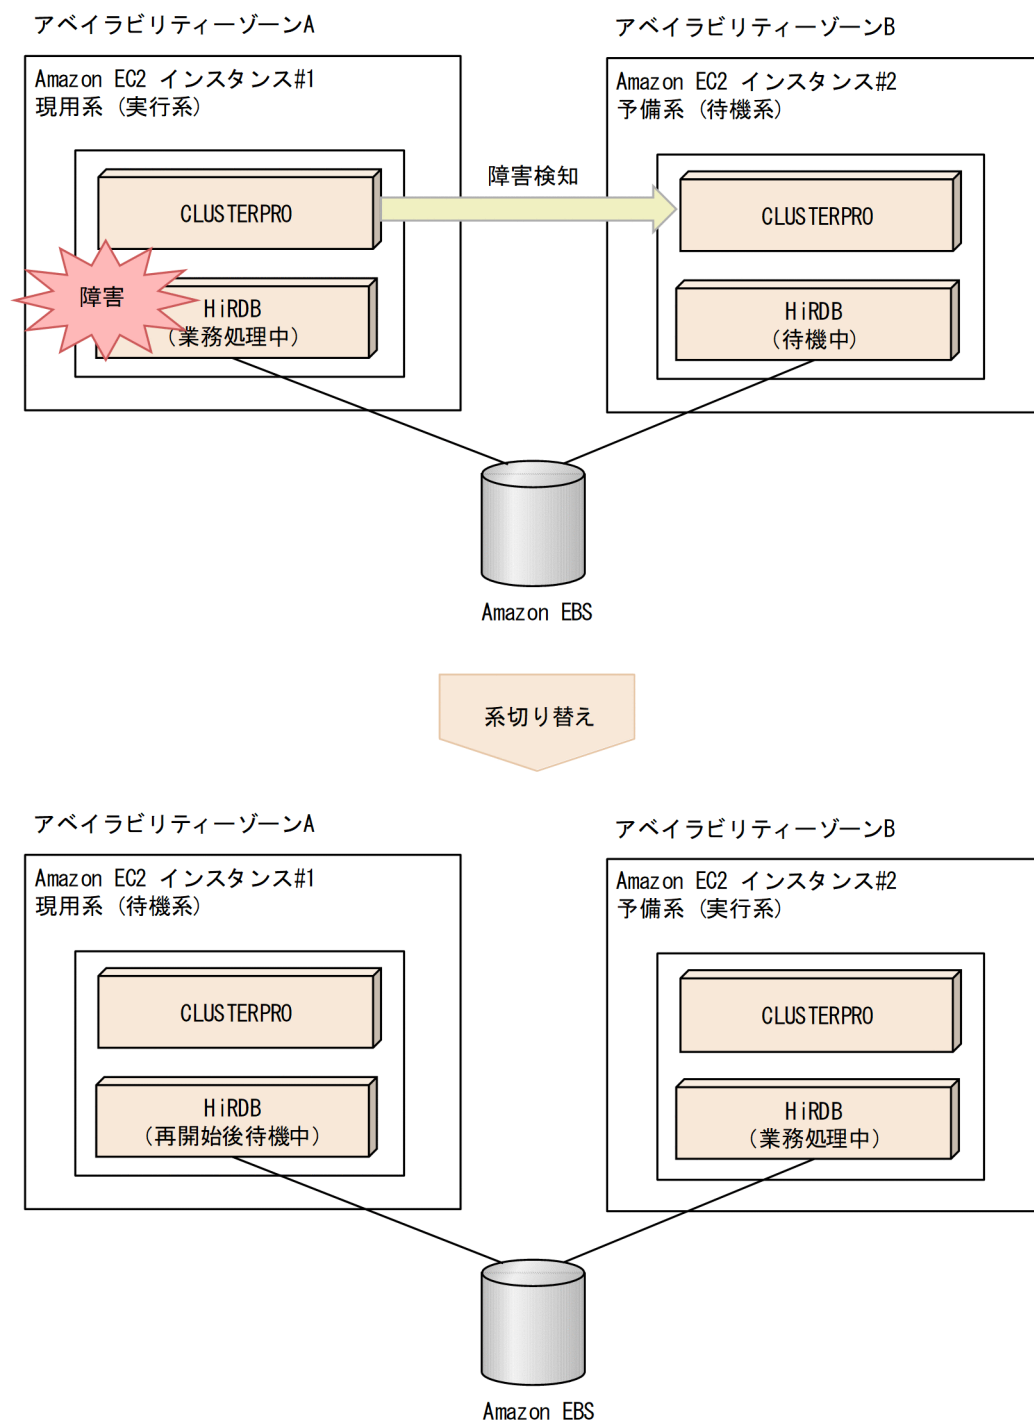 アベイラビリティーゾーンA
アベイラビリティーゾーンB
Amazon EC2 インスタンス#1
現用系（実行系）
Amazon EC2 インスタンス#2
予備系（待機系）
障害検知
CLUSTERPRO
CLUSTERPRO
障害
HiRDB
（業務処理中）
HiRDB
（待機中）
Amazon EBS
系切り替え
アベイラビリティーゾーンA
アベイラビリティーゾーンB
Amazon EC2 インスタンス#1
現用系（待機系）
Amazon EC2 インスタンス#2
予備系（実行系）
CLUSTERPRO
CLUSTERPRO
HiRDB
（再開始後待機中）
HiRDB
（業務処理中）
Amazon EBS